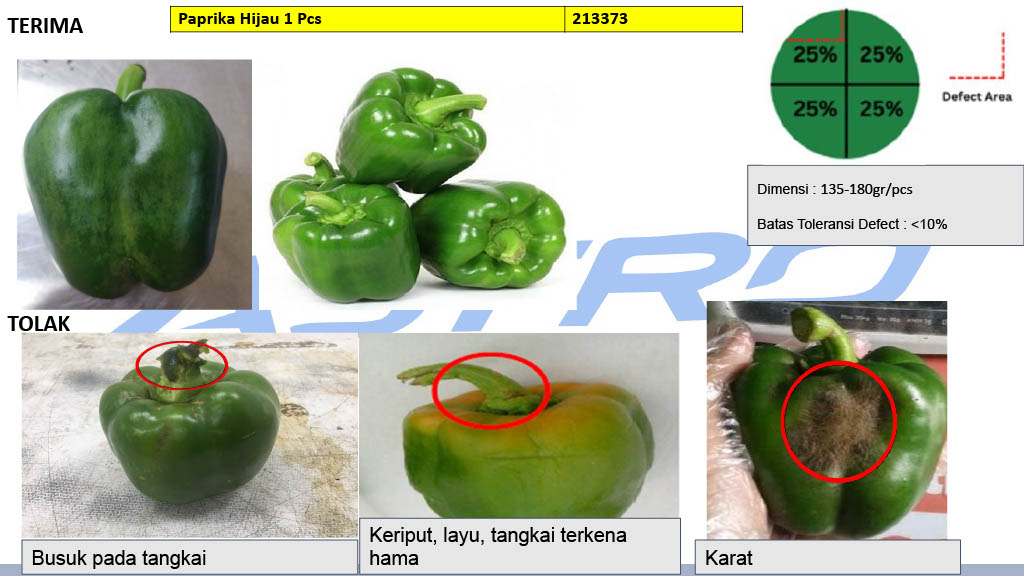 TERIMA
Paprika Hijau 1 Pcs
213373
25%
25%
25%
25%
Defect Area
Dimensi : 135-180gr/pcs
Batas Toleransi Defect : <10%
ASTRO
TOLAK
Busuk pada tangkai
Keriput, layu, tangkai terkena
hama
Karat